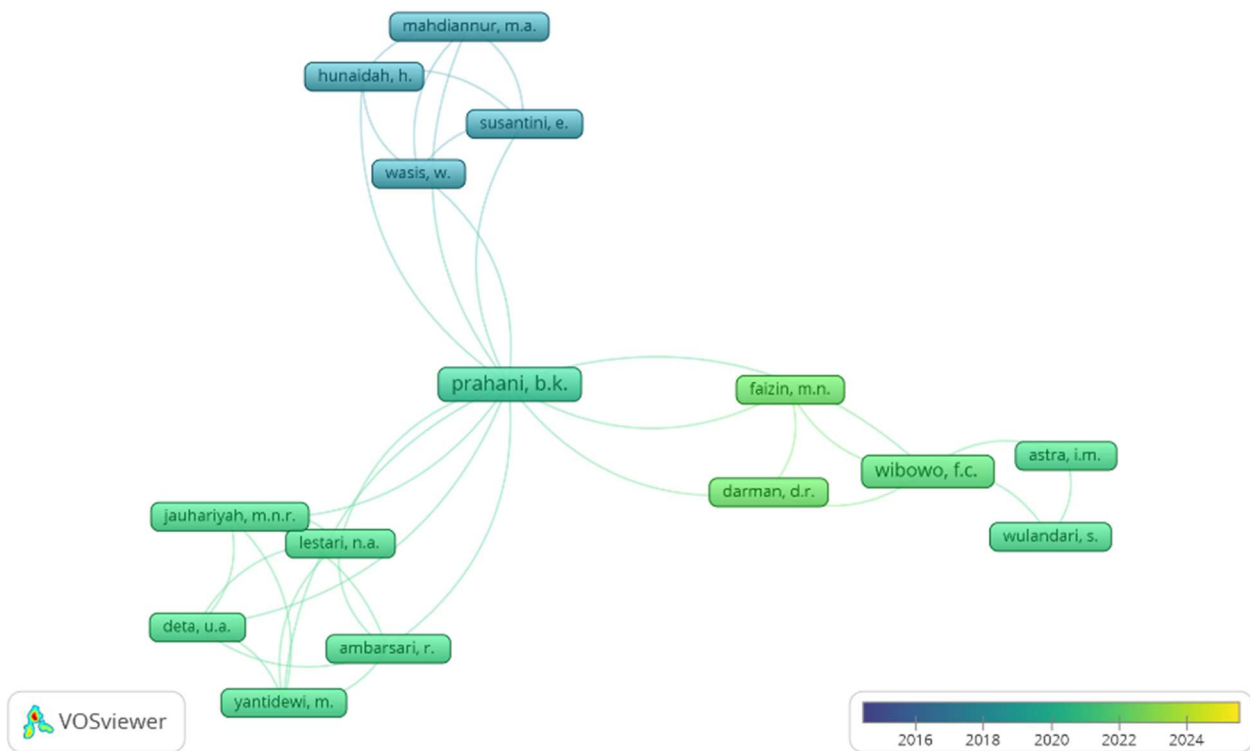 mahdiannur, m.a.
hunaidah, h.
susantini, e.
wasis, w.
prahani, b.k.
faizin, m.n.
astra, i.m.
wibowo, f.c.
darman, d.r.
jauhariyah, m.n.r.
wulandari, s.
lestari, n.a.
deta, u.a.
ambarsari, r.
yantidewi, m.
VOSviewer
2016 2018 2020 2022 2024